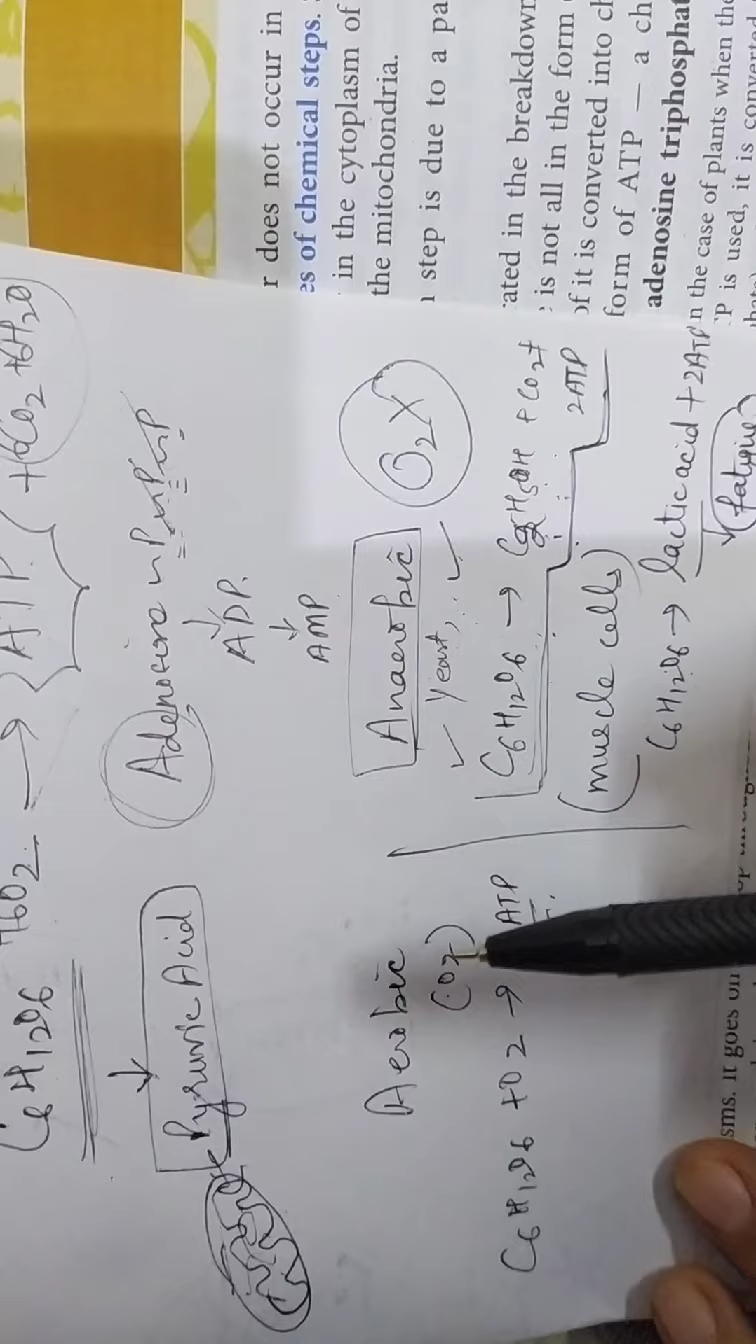 r does not occur in
es of chemical steps.
in the cytoplasm of
the mitochondria.
step is due to a pa
rated in the breakdown
is not all in the form
of it is converted into ch
form of ATP — a ch
adenosine triphosphat
n the case of plants when the
P is used, it is converted
C6H12O6 + 6O2 → ATP + 6CO2 + 6H2O
Pyruvic Acid
Adenosine ~P~P~P
ADP
AMP
Aerobic
(O2)
C6H12O6 + O2 → ATP
Anaerobic
O2 X
Yeast,
C6H12O6 → C2H5OH + CO2 +
2ATP
(muscle cells)
C6H12O6 → lactic acid + 2ATP
fatigue
sms. It goes on